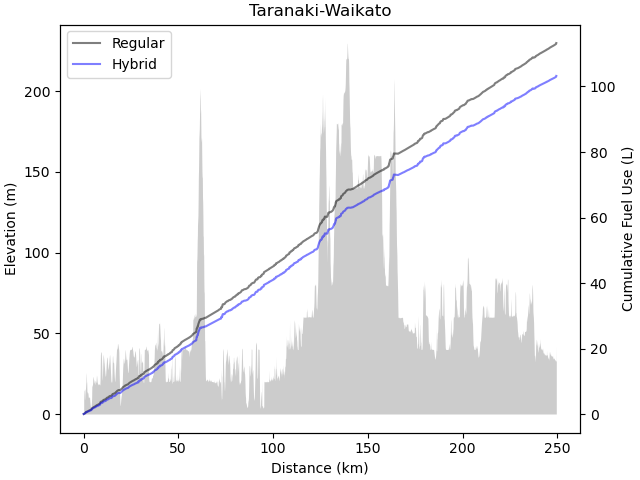 Taranaki-Waikato
Regular
Hybrid
200
150
100
50
0
Elevation (m)
100
80
60
40
20
0
Cumulative Fuel Use (L)
0 50 100 150 200 250
Distance (km)